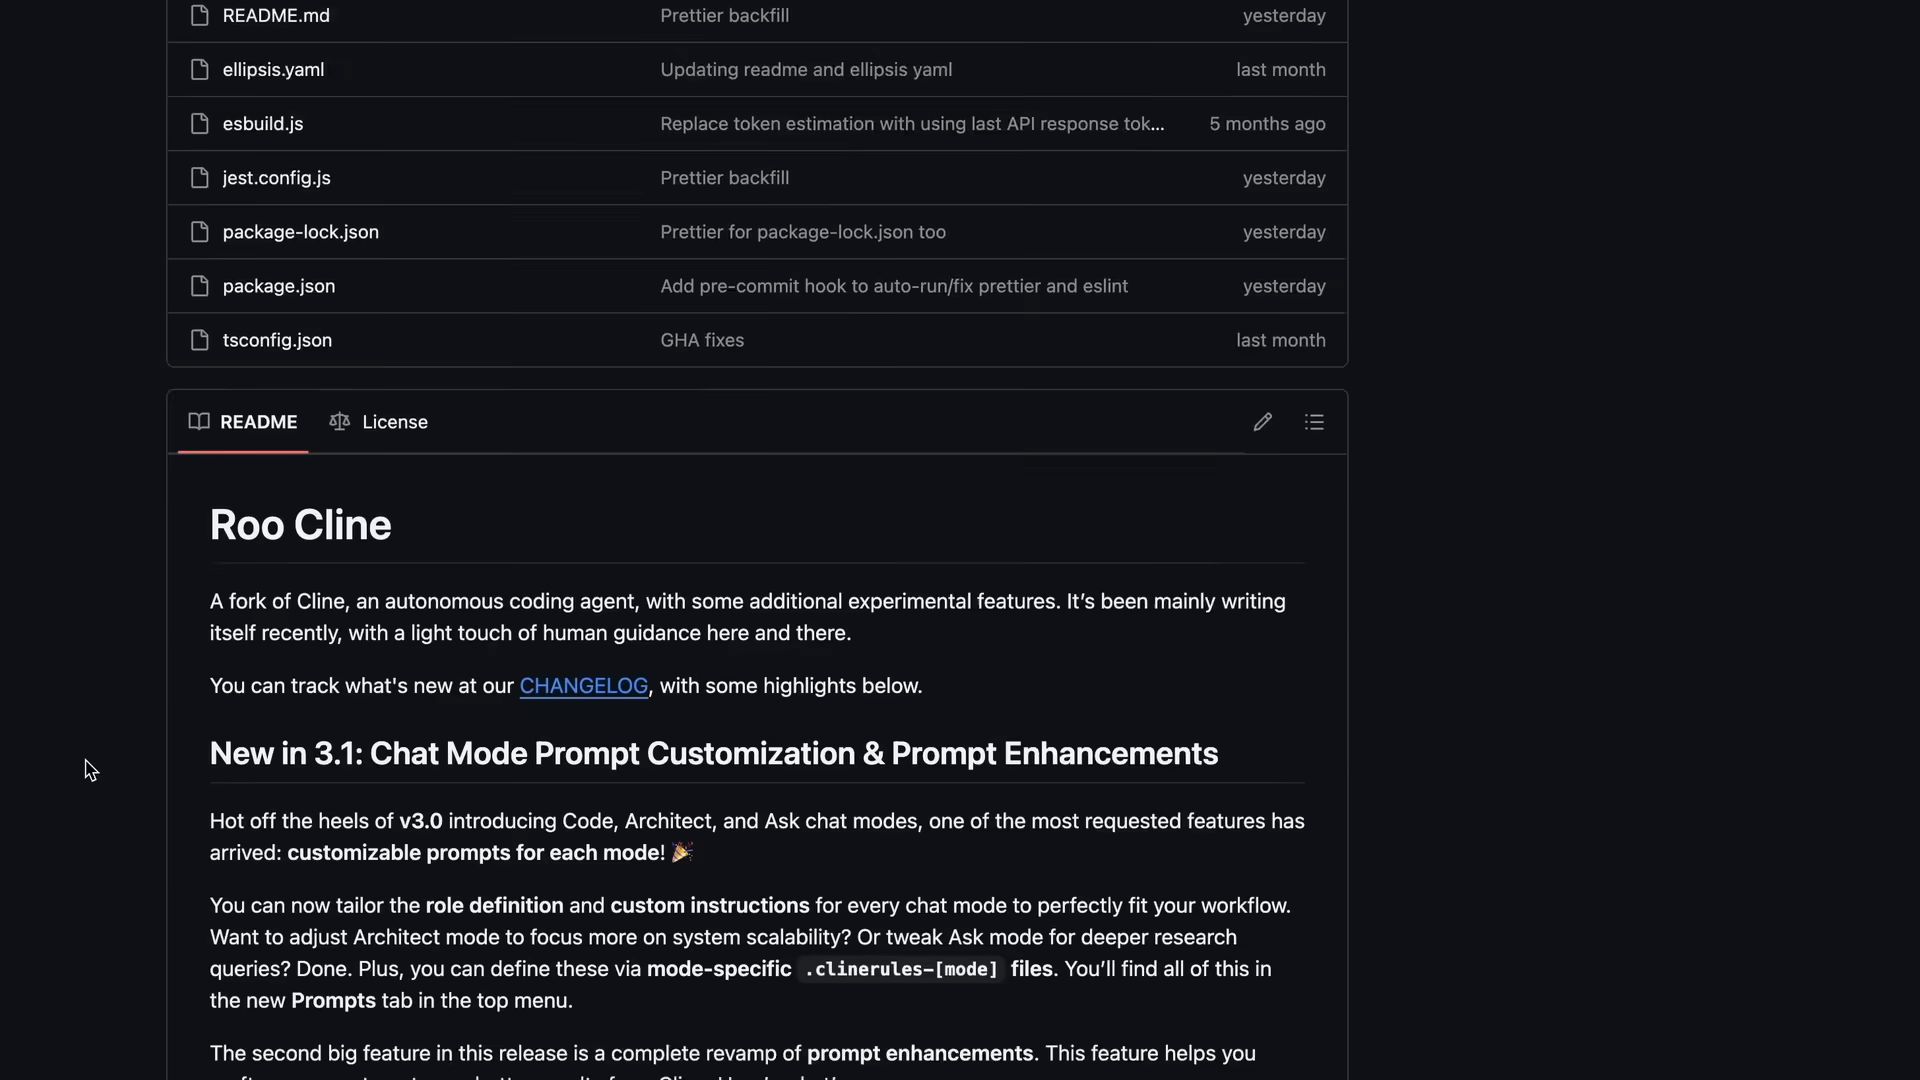 README.md Prettier backfill yesterday
ellipsis.yaml Updating readme and ellipsis yaml last month
esbuild.js Replace token estimation with using last API response tok... 5 months ago
jest.config.js Prettier backfill yesterday
package-lock.json Prettier for package-lock.json too yesterday
package.json Add pre-commit hook to auto-run/fix prettier and eslint yesterday
tsconfig.json GHA fixes last month
README License
Roo Cline
A fork of Cline, an autonomous coding agent, with some additional experimental features. It’s been mainly writing
itself recently, with a light touch of human guidance here and there.
You can track what's new at our CHANGELOG, with some highlights below.
New in 3.1: Chat Mode Prompt Customization & Prompt Enhancements
Hot off the heels of v3.0 introducing Code, Architect, and Ask chat modes, one of the most requested features has
arrived: customizable prompts for each mode! 🎉
You can now tailor the role definition and custom instructions for every chat mode to perfectly fit your workflow.
Want to adjust Architect mode to focus more on system scalability? Or tweak Ask mode for deeper research
queries? Done. Plus, you can define these via mode-specific .clinerules-[mode] files. You’ll find all of this in
the new Prompts tab in the top menu.
The second big feature in this release is a complete revamp of prompt enhancements. This feature helps you